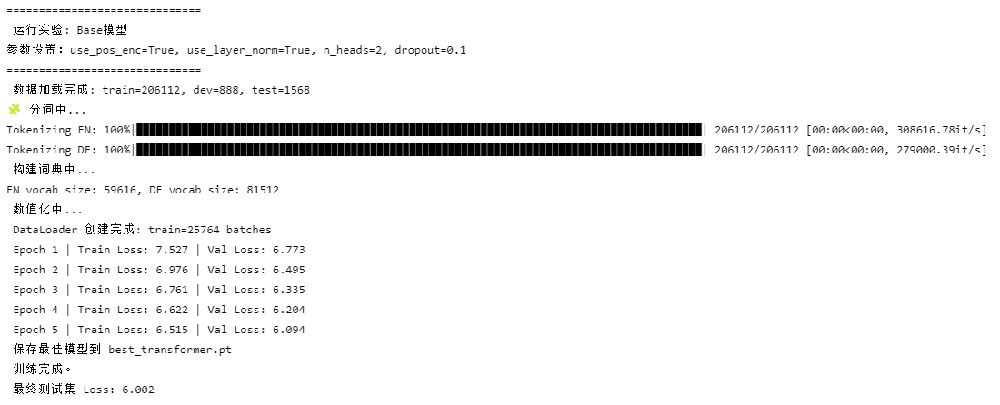 ==============================
运行实验: Base模型
参数设置：use_pos_enc=True, use_layer_norm=True, n_heads=2, dropout=0.1
==============================
数据加载完成: train=206112, dev=888, test=1568
🧩 分词中...
Tokenizing EN: 100%|██████████| 206112/206112 [00:00<00:00, 308616.78it/s]
Tokenizing DE: 100%|██████████| 206112/206112 [00:00<00:00, 279000.39it/s]
构建词典中...
EN vocab size: 59616, DE vocab size: 81512
数值化中...
DataLoader 创建完成: train=25764 batches
Epoch 1 | Train Loss: 7.527 | Val Loss: 6.773
Epoch 2 | Train Loss: 6.976 | Val Loss: 6.495
Epoch 3 | Train Loss: 6.761 | Val Loss: 6.335
Epoch 4 | Train Loss: 6.622 | Val Loss: 6.204
Epoch 5 | Train Loss: 6.515 | Val Loss: 6.094
保存最佳模型到 best_transformer.pt
训练完成。
最终测试集 Loss: 6.002